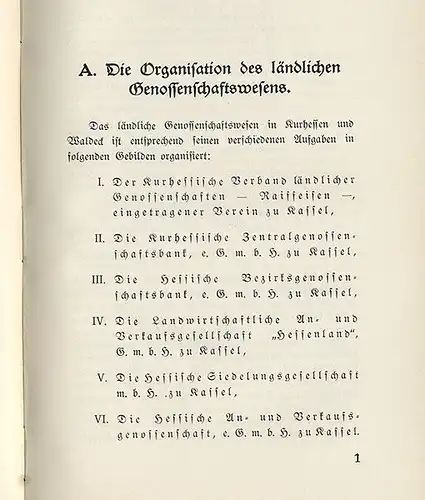 A. Die Organisation des ländlichen
Genossenschaftswesens.
Das ländliche Genossenschaftswesen in Kurhessen und
Waldeck ist entsprechend seinen verschiedenen Aufgaben in
folgenden Gebilden organisiert:
I. Der Kurhessische Verband ländlicher
Genossenschaften — Raiffeisen —,
eingetragener Verein zu Kassel,
II. Die Kurhessische Zentralgenossen-
schaftsbank, e. G. m. b. H. zu Kassel,
III. Die Hessische Bezirksgenossen-
schaftsbank, e. G. m. b. H. zu Kassel,
IV. Die Landwirtschaftliche An- und
Verkaufsgesellschaft „Hessenland“,
G. m. b. H. zu Kassel,
V. Die Hessische Siedelungsgesellschaft
m. b. H. zu Kassel,
VI. Die Hessische An- und Verkaufs-
genossenschaft, e. G. m. b. H. zu Kassel.
1